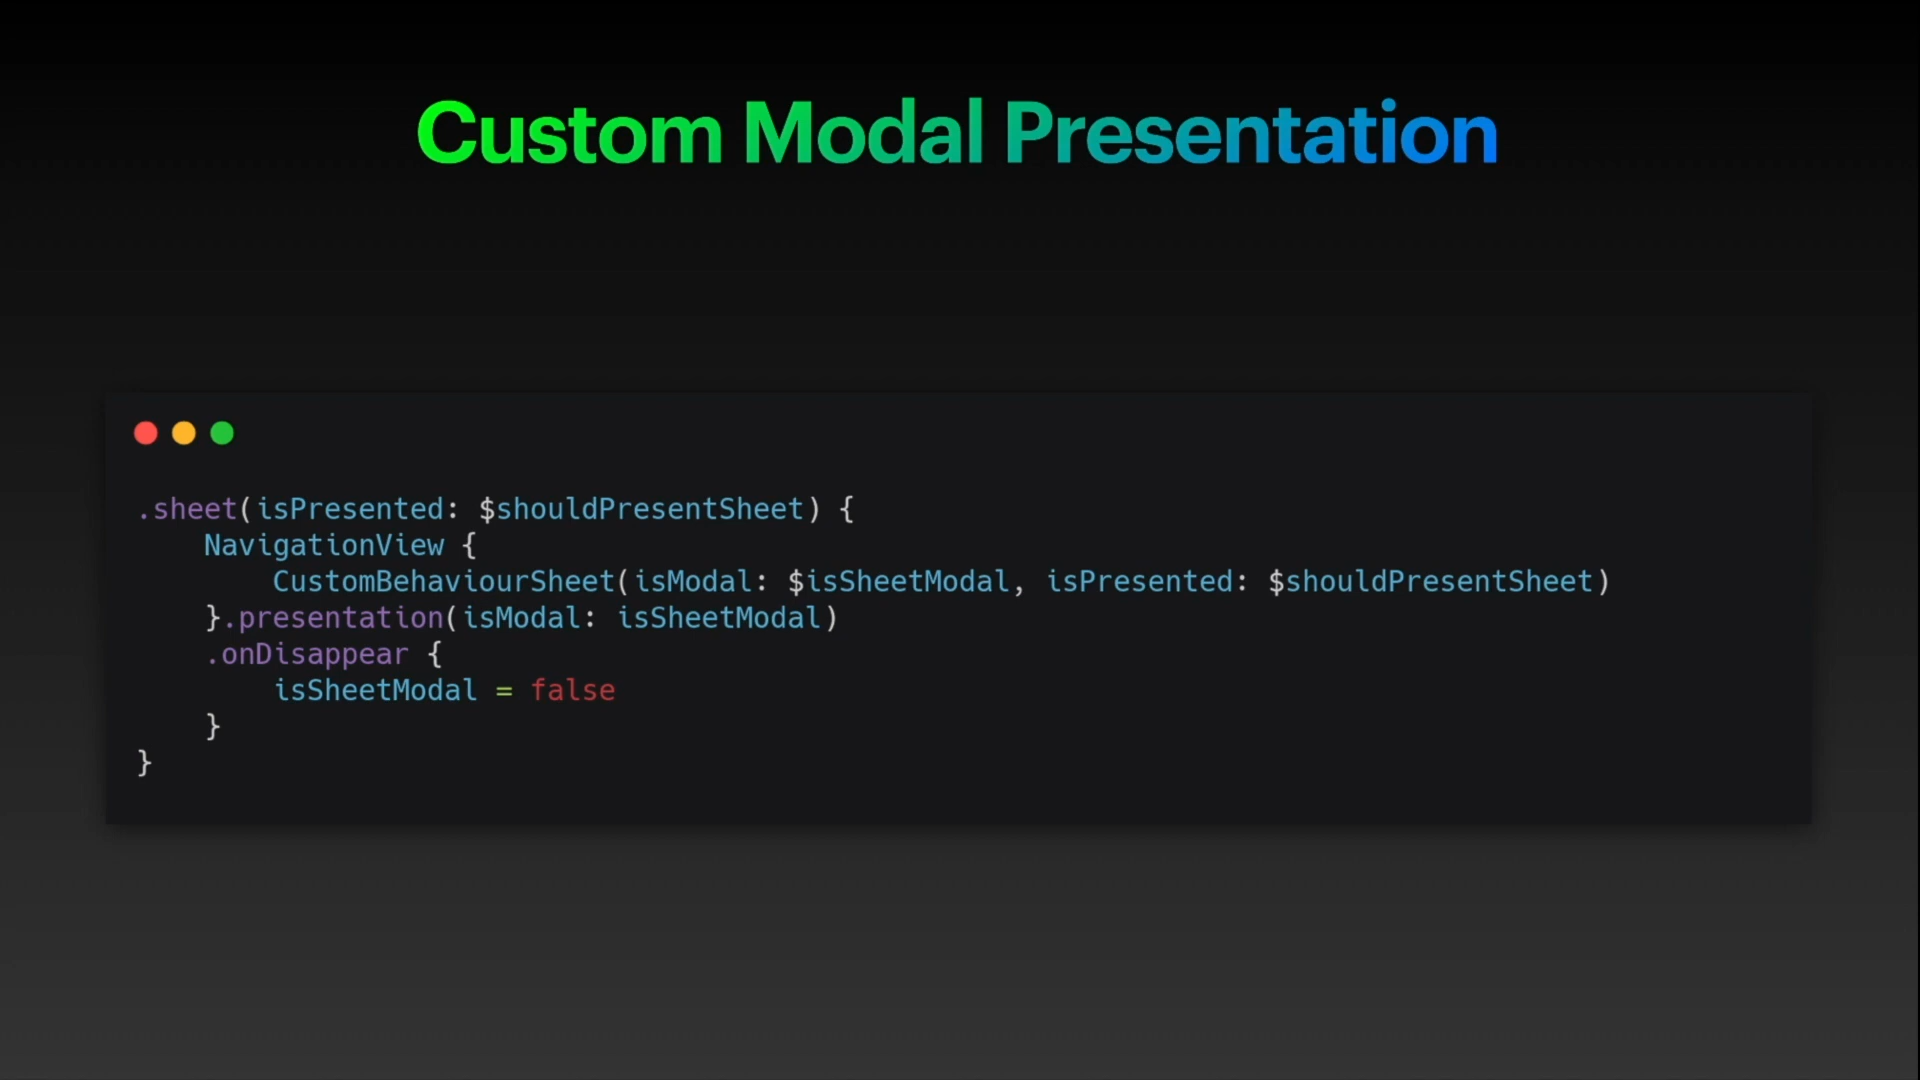 Custom Modal Presentation
.sheet(isPresented: $shouldPresentSheet) {
    NavigationView {
        CustomBehaviourSheet(isModal: $isSheetModal, isPresented: $shouldPresentSheet)
    }.presentation(isModal: isSheetModal)
    .onDisappear {
        isSheetModal = false
    }
}